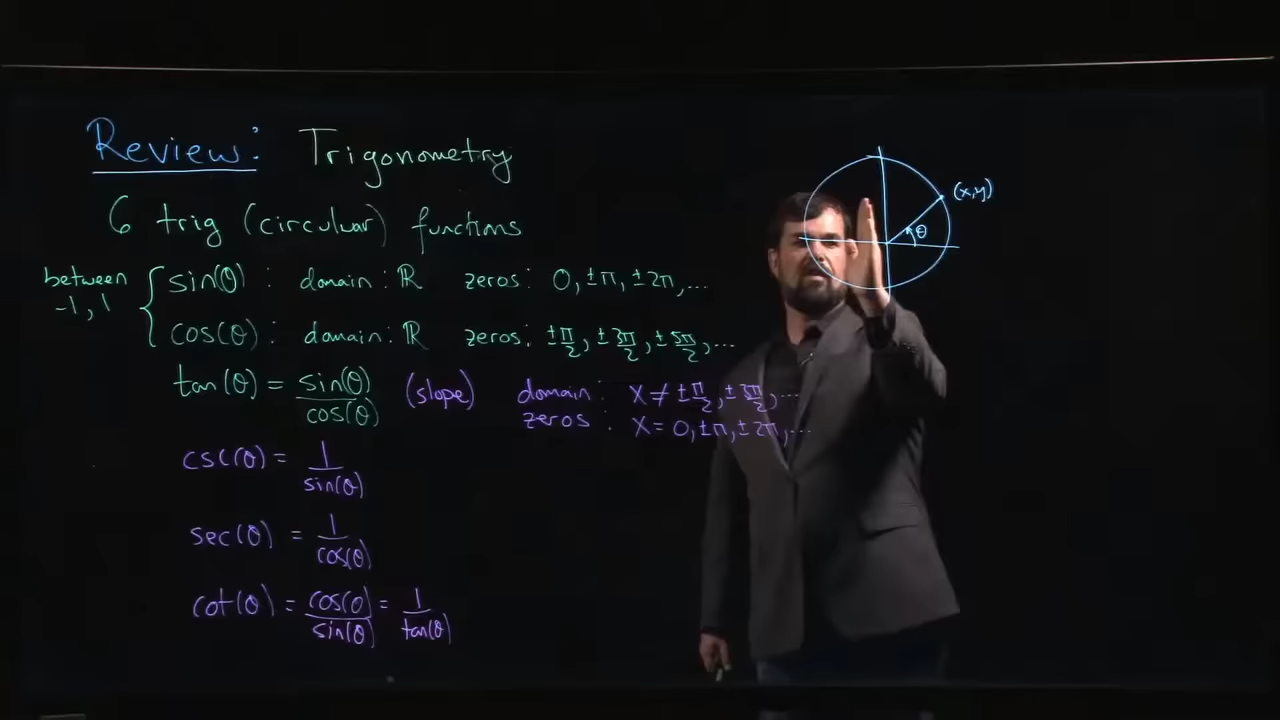 Review: Trigonometry
6 trig (circular) functions
between -1, 1
sin(θ) : domain: ℝ zeros: 0, ±π, ±2π, ...
cos(θ) : domain: ℝ zeros: ±π/2, ±3π/2, ±5π/2, ...
tan(θ) = sin(θ)/cos(θ) (slope) domain: x ≠ ±π/2, ±3π/2, ...
zeros: x = 0, ±π, ±2π, ...
csc(θ) = 1/sin(θ)
sec(θ) = 1/cos(θ)
cot(θ) = cos(θ)/sin(θ) = 1/tan(θ)
(x,y)
θ